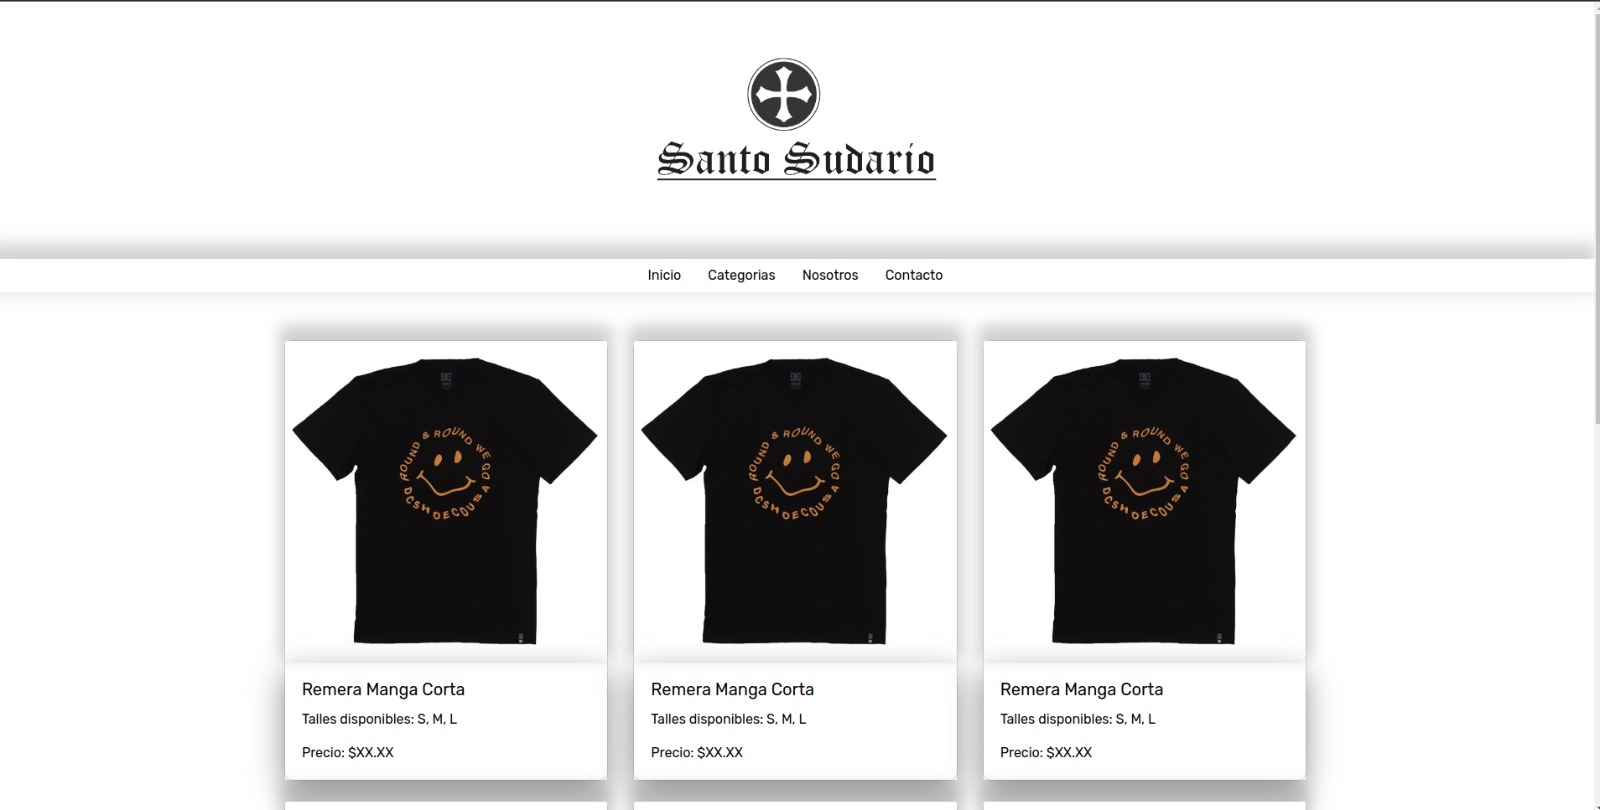 Santo Sudario
Inicio Categorias Nosotros Contacto
ROUND & ROUND WE GO
DCSHOECOUSA
ROUND & ROUND WE GO
DCSHOECOUSA
ROUND & ROUND WE GO
DCSHOECOUSA
Remera Manga Corta
Talles disponibles: S, M, L
Precio: $XX.XX
Remera Manga Corta
Talles disponibles: S, M, L
Precio: $XX.XX
Remera Manga Corta
Talles disponibles: S, M, L
Precio: $XX.XX